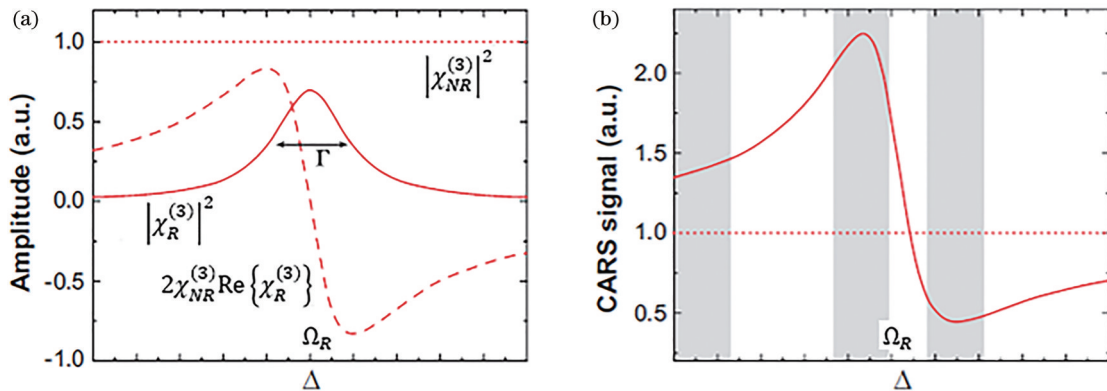 (a)
Amplitude (a.u.)
1.0
0.5
0.0
-0.5
-1.0
|χ_NR^(3)|^2
Γ
|χ_R^(3)|^2
2χ_NR^(3)Re{χ_R^(3)}
Ω_R
Δ
(b)
CARS signal (a.u.)
2.0
1.5
1.0
0.5
Ω_R
Δ